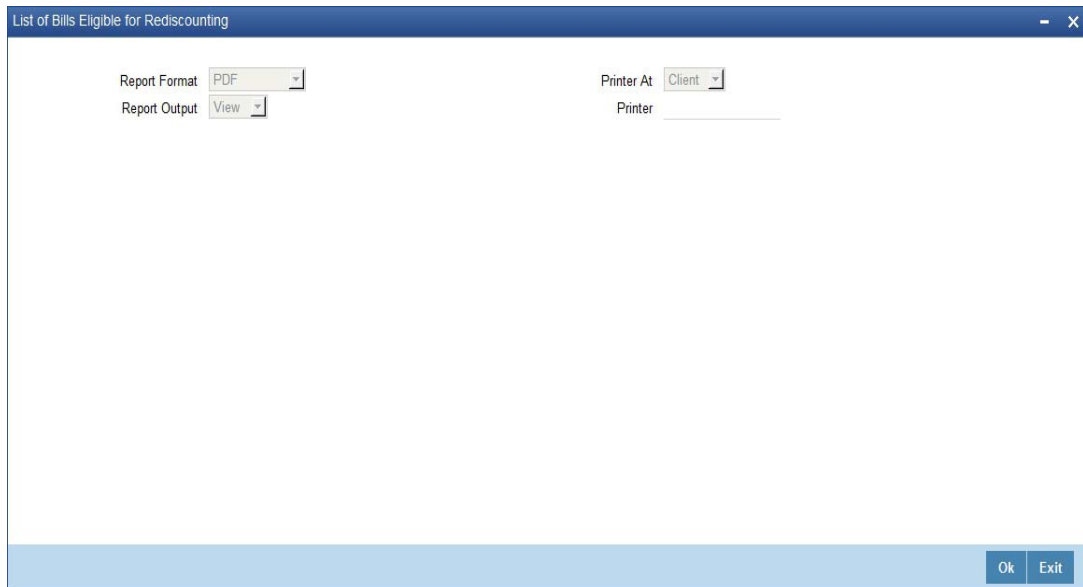 List of Bills Eligible for Rediscounting
Report Format PDF Printer At Client
Report Output View Printer
Ok Exit